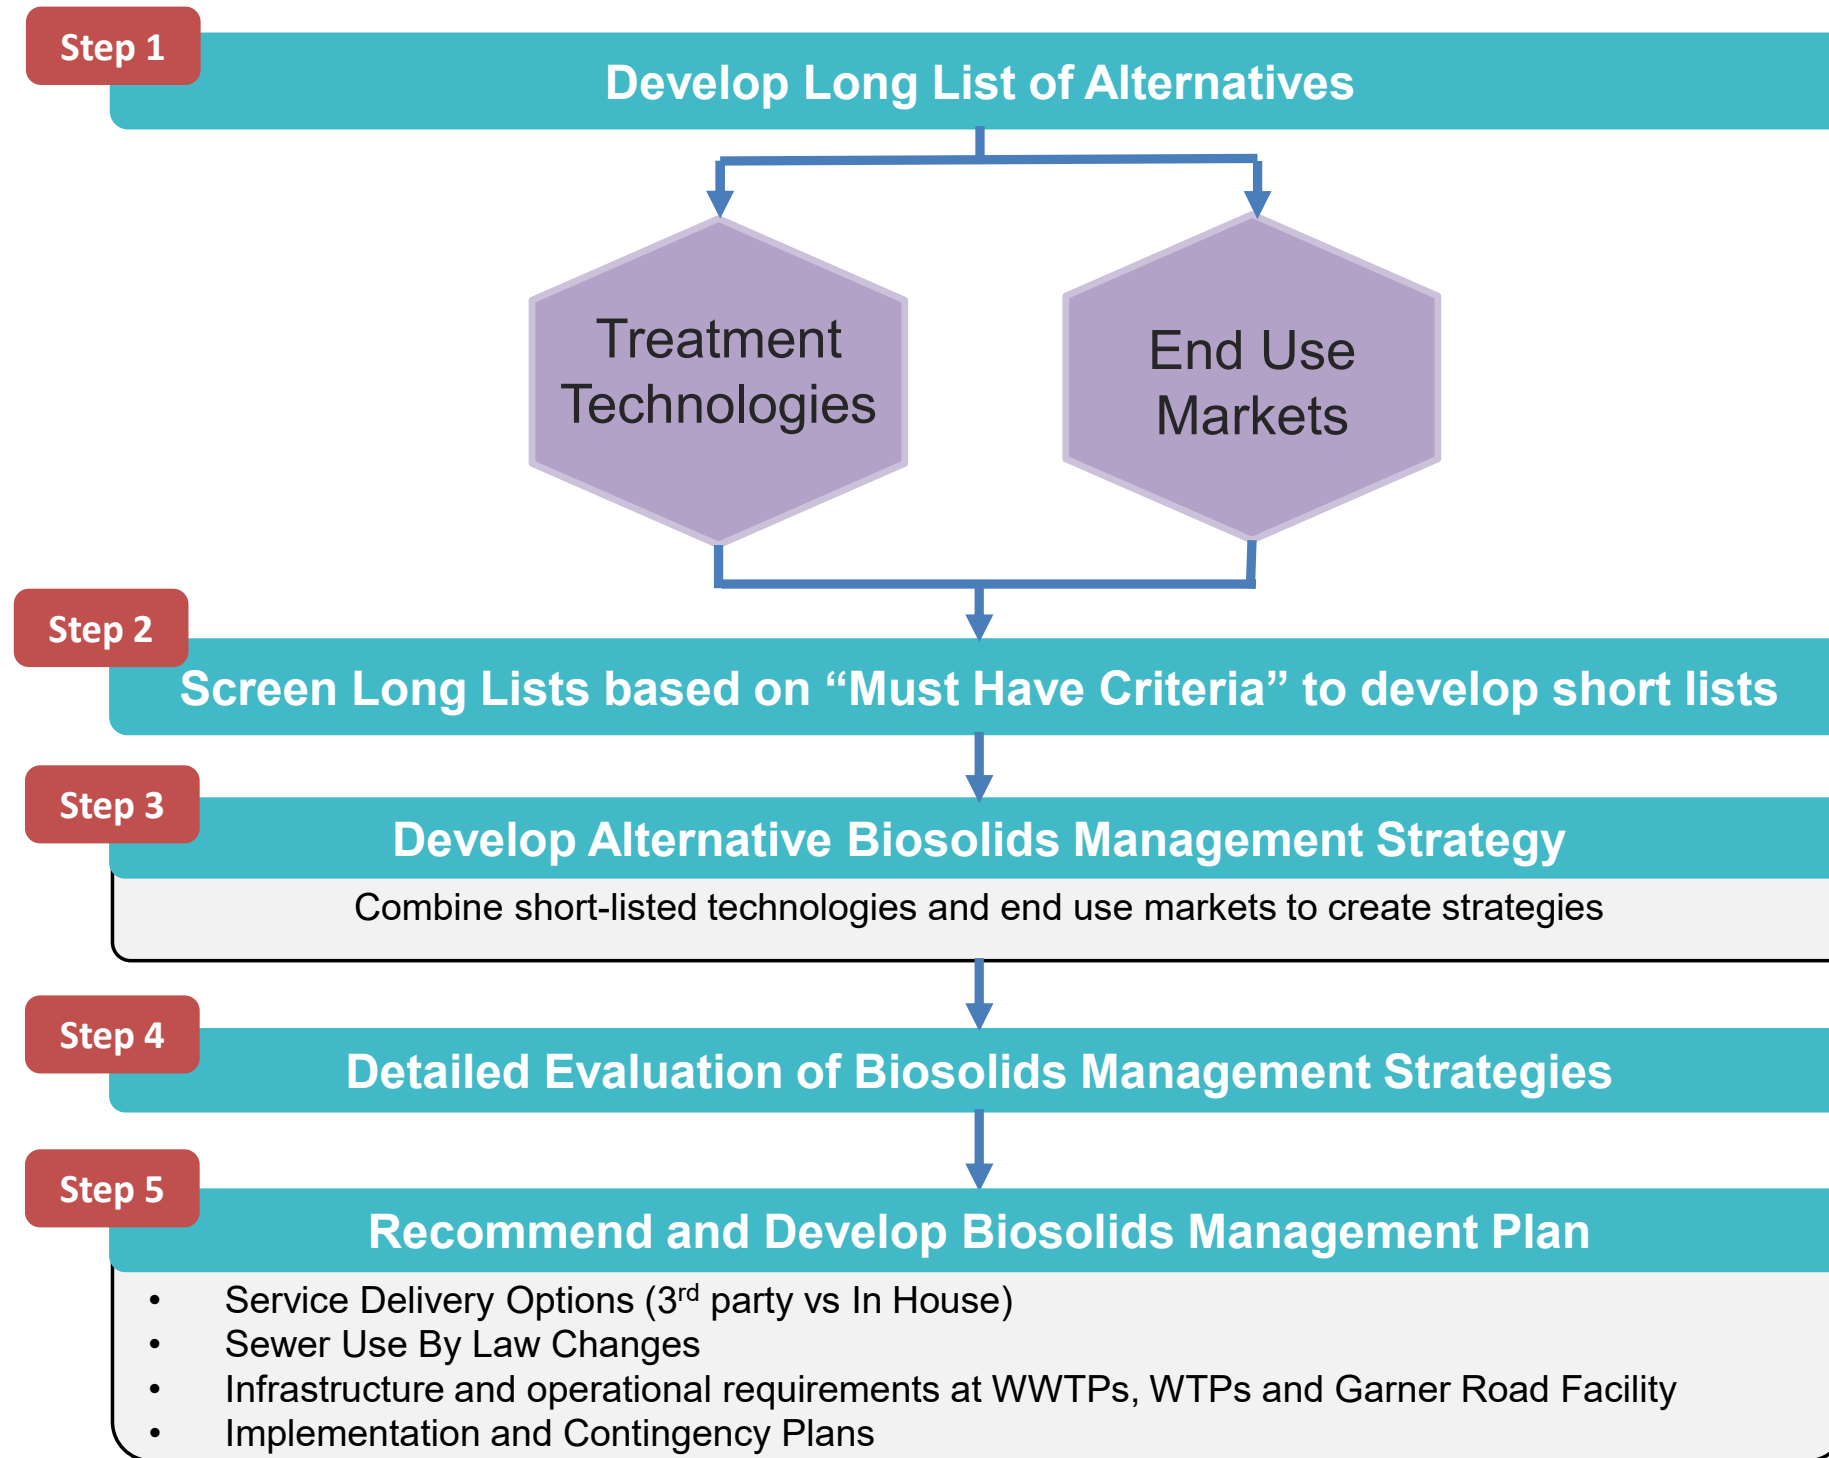 Step 1
Develop Long List of Alternatives
Treatment
Technologies
End Use
Markets
Step 2
Screen Long Lists based on “Must Have Criteria” to develop short lists
Step 3
Develop Alternative Biosolids Management Strategy
Combine short-listed technologies and end use markets to create strategies
Step 4
Detailed Evaluation of Biosolids Management Strategies
Step 5
Recommend and Develop Biosolids Management Plan
• Service Delivery Options (3rd party vs In House)
• Sewer Use By Law Changes
• Infrastructure and operational requirements at WWTPs, WTPs and Garner Road Facility
• Implementation and Contingency Plans